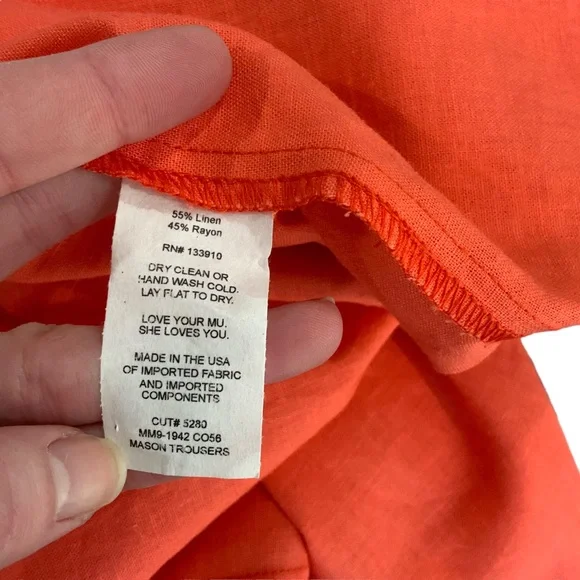 55% Linen
45% Rayon
RN# 133910
DRY CLEAN OR
HAND WASH COLD.
LAY FLAT TO DRY.
LOVE YOUR MU.
SHE LOVES YOU.
MADE IN THE USA
OF IMPORTED FABRIC
AND IMPORTED
COMPONENTS
CUT# 5280
MM9-1942 CO56
MASON TROUSERS